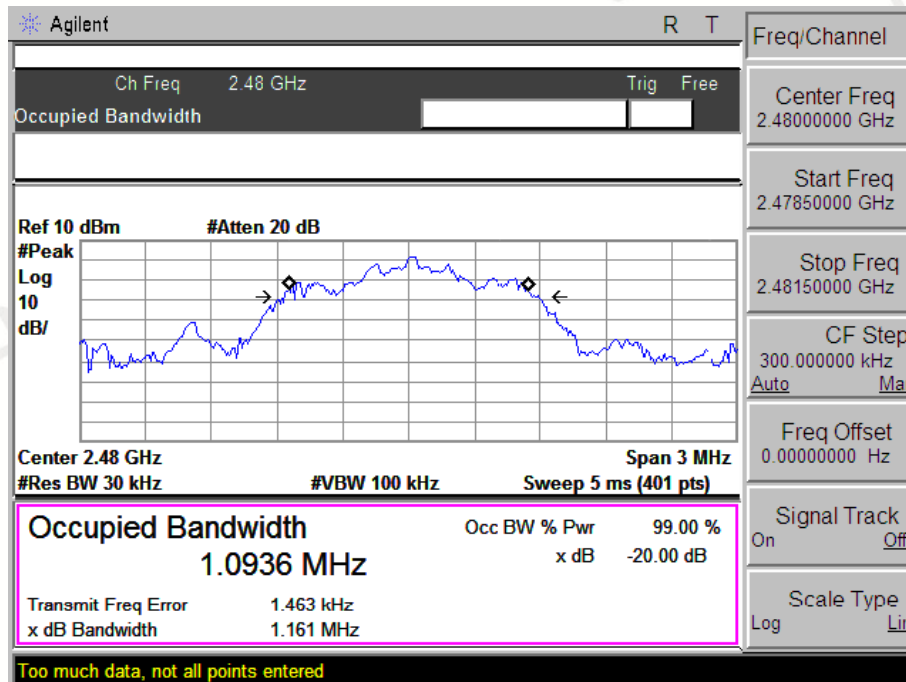 Agilent R T
Ch Freq 2.48 GHz Trig Free
Occupied Bandwidth
Ref 10 dBm #Atten 20 dB
#Peak
Log
10
dB/
Center 2.48 GHz Span 3 MHz
#Res BW 30 kHz #VBW 100 kHz Sweep 5 ms (401 pts)
Occupied Bandwidth Occ BW % Pwr 99.00 %
1.0936 MHz x dB -20.00 dB
Transmit Freq Error 1.463 kHz
x dB Bandwidth 1.161 MHz
Too much data, not all points entered
Freq/Channel
Center Freq
2.48000000 GHz
Start Freq
2.47850000 GHz
Stop Freq
2.48150000 GHz
CF Step
300.000000 kHz
Auto Ma
Freq Offset
0.00000000 Hz
Signal Track
On Off
Scale Type
Log Lin